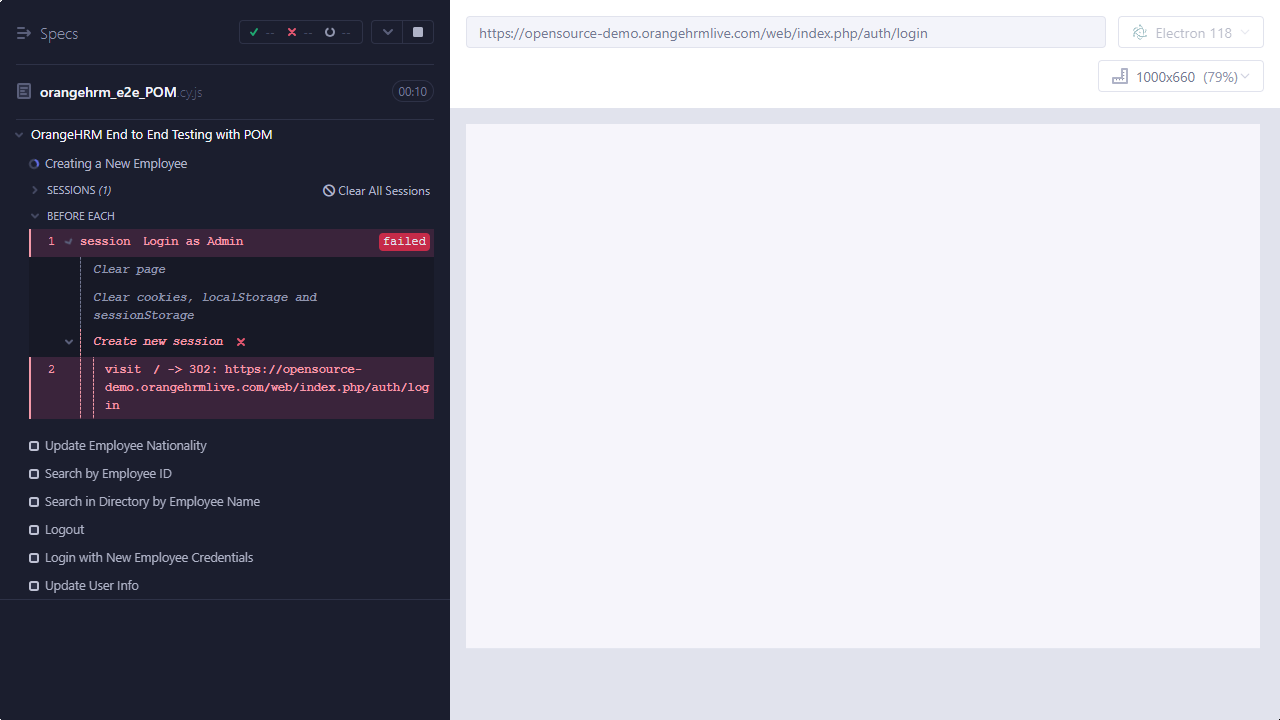 Specs
--
--
--
orangehrm_e2e_POM.cy.js
00:10
OrangeHRM End to End Testing with POM
Creating a New Employee
SESSIONS (1)
Clear All Sessions
BEFORE EACH
1 session Login as Admin failed
Clear page
Clear cookies, localStorage and
sessionStorage
Create new session
2 visit / -> 302: https://opensource-
demo.orangehrmlive.com/web/index.php/auth/log
in
Update Employee Nationality
Search by Employee ID
Search in Directory by Employee Name
Logout
Login with New Employee Credentials
Update User Info
https://opensource-demo.orangehrmlive.com/web/index.php/auth/login
Electron 118
1000x660 (79%)